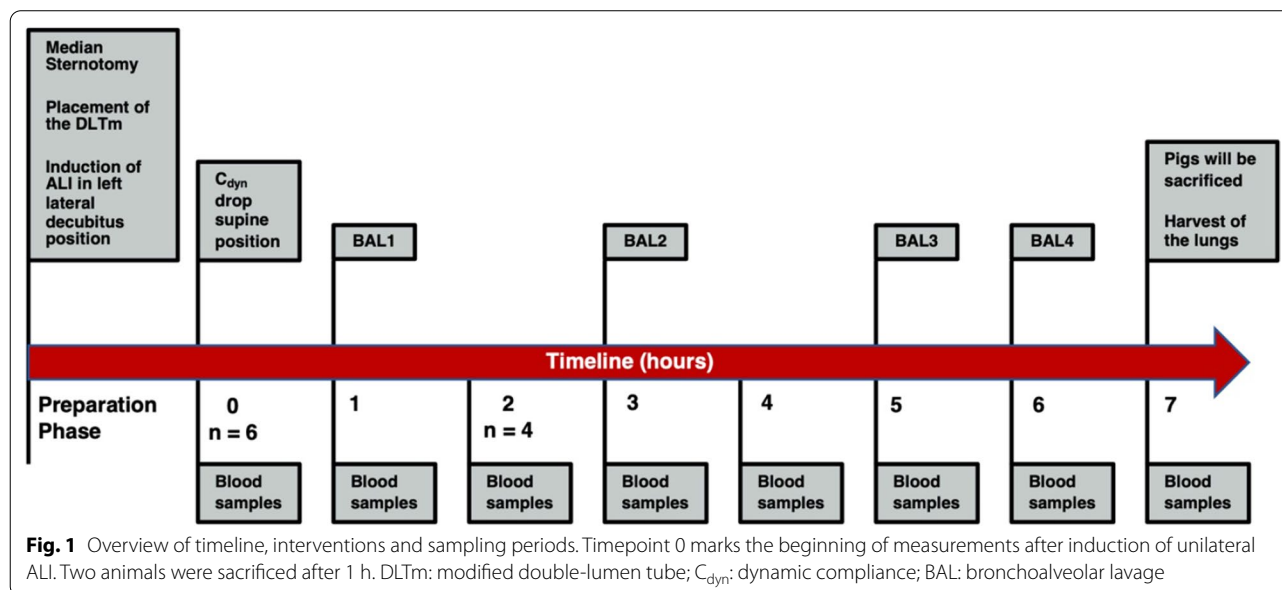 Median
Sternotomy
Placement of
the DLTm
Induction of
ALI in left
lateral
decubitus
position
Cdyn
drop
supine
position
BAL1
BAL2
BAL3
BAL4
Pigs will be
sacrificed
Harvest of
the lungs
Timeline (hours)
Preparation
Phase
0
n = 6
1
2
n = 4
3
4
5
6
7
Blood
samples
Blood
samples
Blood
samples
Blood
samples
Blood
samples
Blood
samples
Blood
samples
Blood
samples
Fig. 1 Overview of timeline, interventions and sampling periods. Timepoint 0 marks the beginning of measurements after induction of unilateral
ALI. Two animals were sacrificed after 1 h. DLTm: modified double-lumen tube; Cdyn: dynamic compliance; BAL: bronchoalveolar lavage